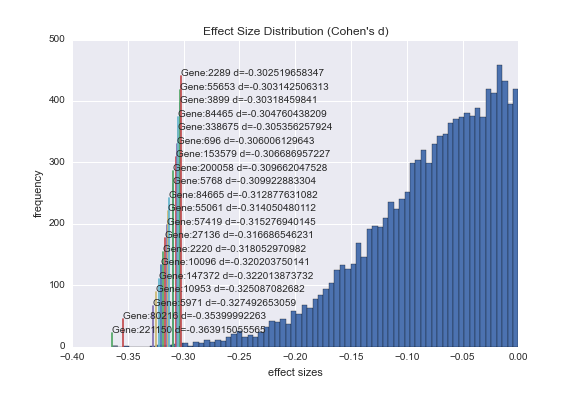 Effect Size Distribution (Cohen's d)
500
400
300
200
100
0
frequency
Gene:2289 d=-0.302519658347
Gene:55653 d=-0.303142506313
Gene:3899 d=-0.30318459841
Gene:84465 d=-0.304760438209
Gene:338675 d=-0.305356257924
Gene:696 d=-0.306006129643
Gene:153579 d=-0.306686957227
Gene:200058 d=-0.309662047528
Gene:5768 d=-0.309922883304
Gene:84665 d=-0.312877631082
Gene:55061 d=-0.314050480112
Gene:57419 d=-0.315276940145
Gene:27136 d=-0.316686546231
Gene:2220 d=-0.318052970982
Gene:10096 d=-0.320203750141
Gene:147372 d=-0.322013873732
Gene:10953 d=-0.325087082682
Gene:5971 d=-0.327492653059
Gene:80216 d=-0.35399992263
Gene:221150 d=-0.363915055565
−0.40 −0.35 −0.30 −0.25 −0.20 −0.15 −0.10 −0.05 0.00
effect sizes